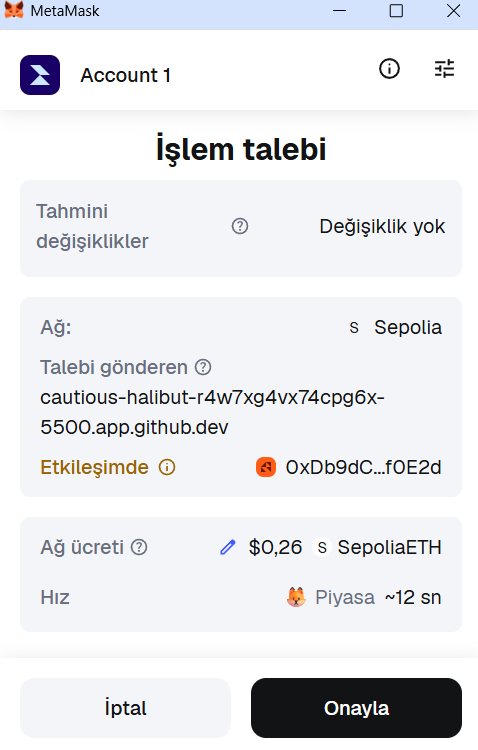 MetaMask
Account 1
İşlem talebi
Tahmini
değişiklikler
Değişiklik yok
Ağ:
S Sepolia
Talebi gönderen
cautious-halibut-r4w7xg4vx74cpg6x-
5500.app.github.dev
Etkileşimde
0xDb9dC...f0E2d
Ağ ücreti
$0,26 S SepoliaETH
Hız
Piyasa ~12 sn
İptal
Onayla